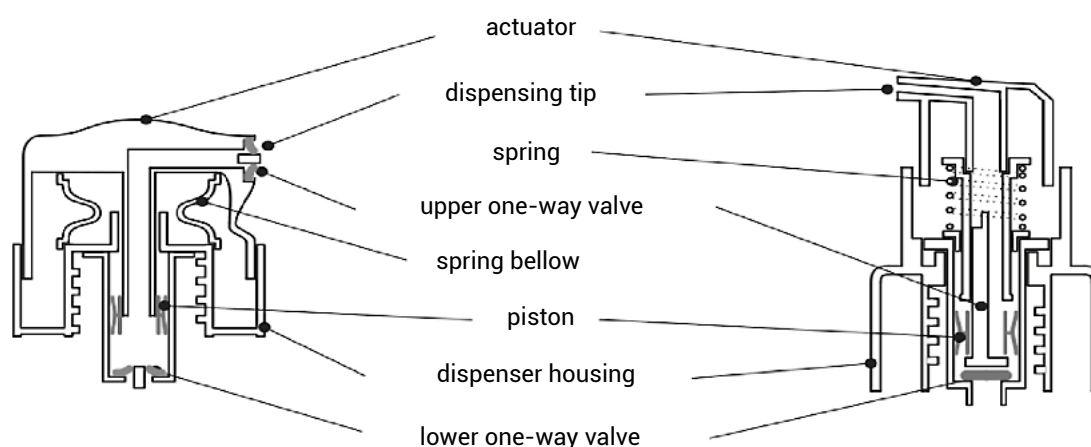 actuator
dispensing tip
spring
upper one-way valve
spring bellow
piston
dispenser housing
lower one-way valve